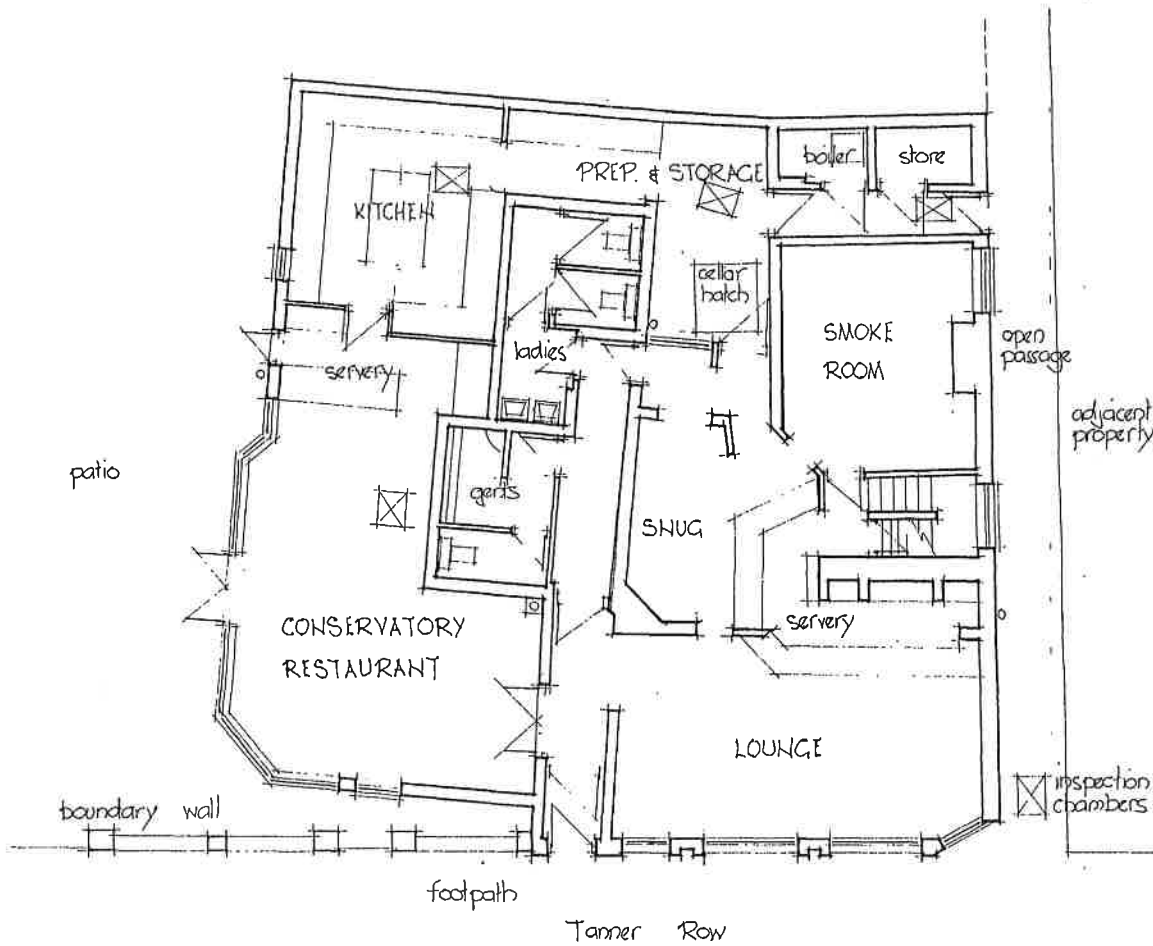 boiler
store
PREP. & STORAGE
KITCHEN
cellar
hatch
SMOKE
ROOM
open
passage
ladies
servery
adjacent
property
patio
gents
SNUG
CONSERVATORY
RESTAURANT
servery
LOUNGE
inspection
chambers
boundary wall
footpath
Tanner Row